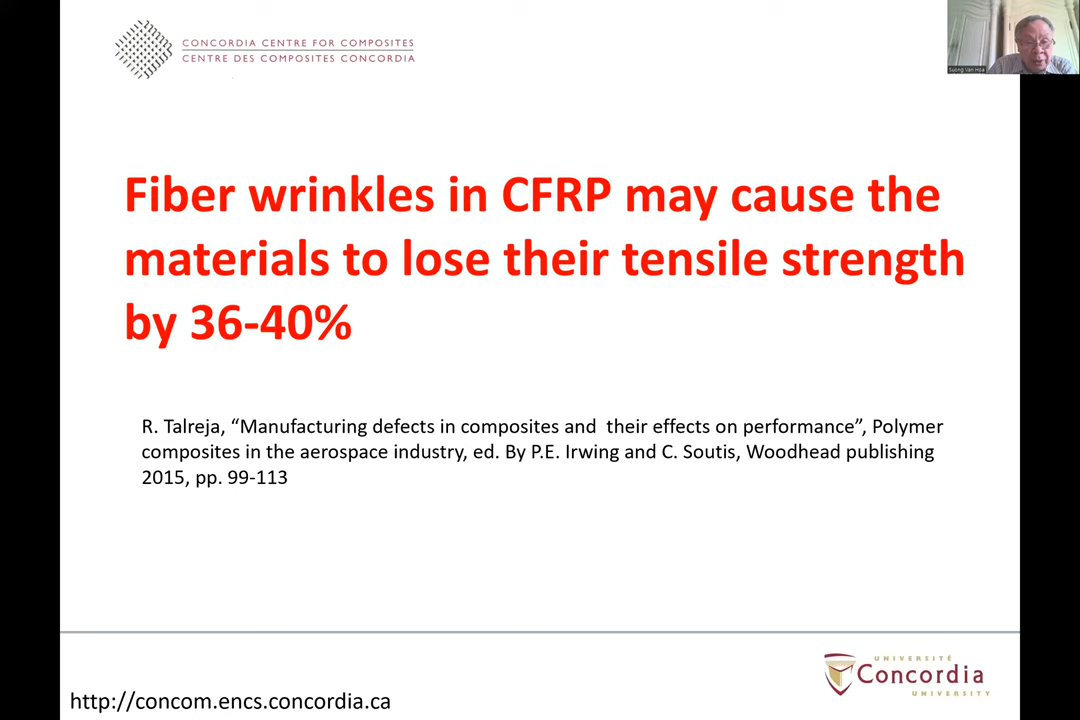 CONCORDIA CENTRE FOR COMPOSITES
CENTRE DES COMPOSITES CONCORDIA
Suong Van Hoa
Fiber wrinkles in CFRP may cause the
materials to lose their tensile strength
by 36-40%
R. Talreja, “Manufacturing defects in composites and  their effects on performance”, Polymer
composites in the aerospace industry, ed. By P.E. Irwing and C. Soutis, Woodhead publishing
2015, pp. 99-113
UNIVERSITÉ
Concordia
UNIVERSITY
http://concom.encs.concordia.ca